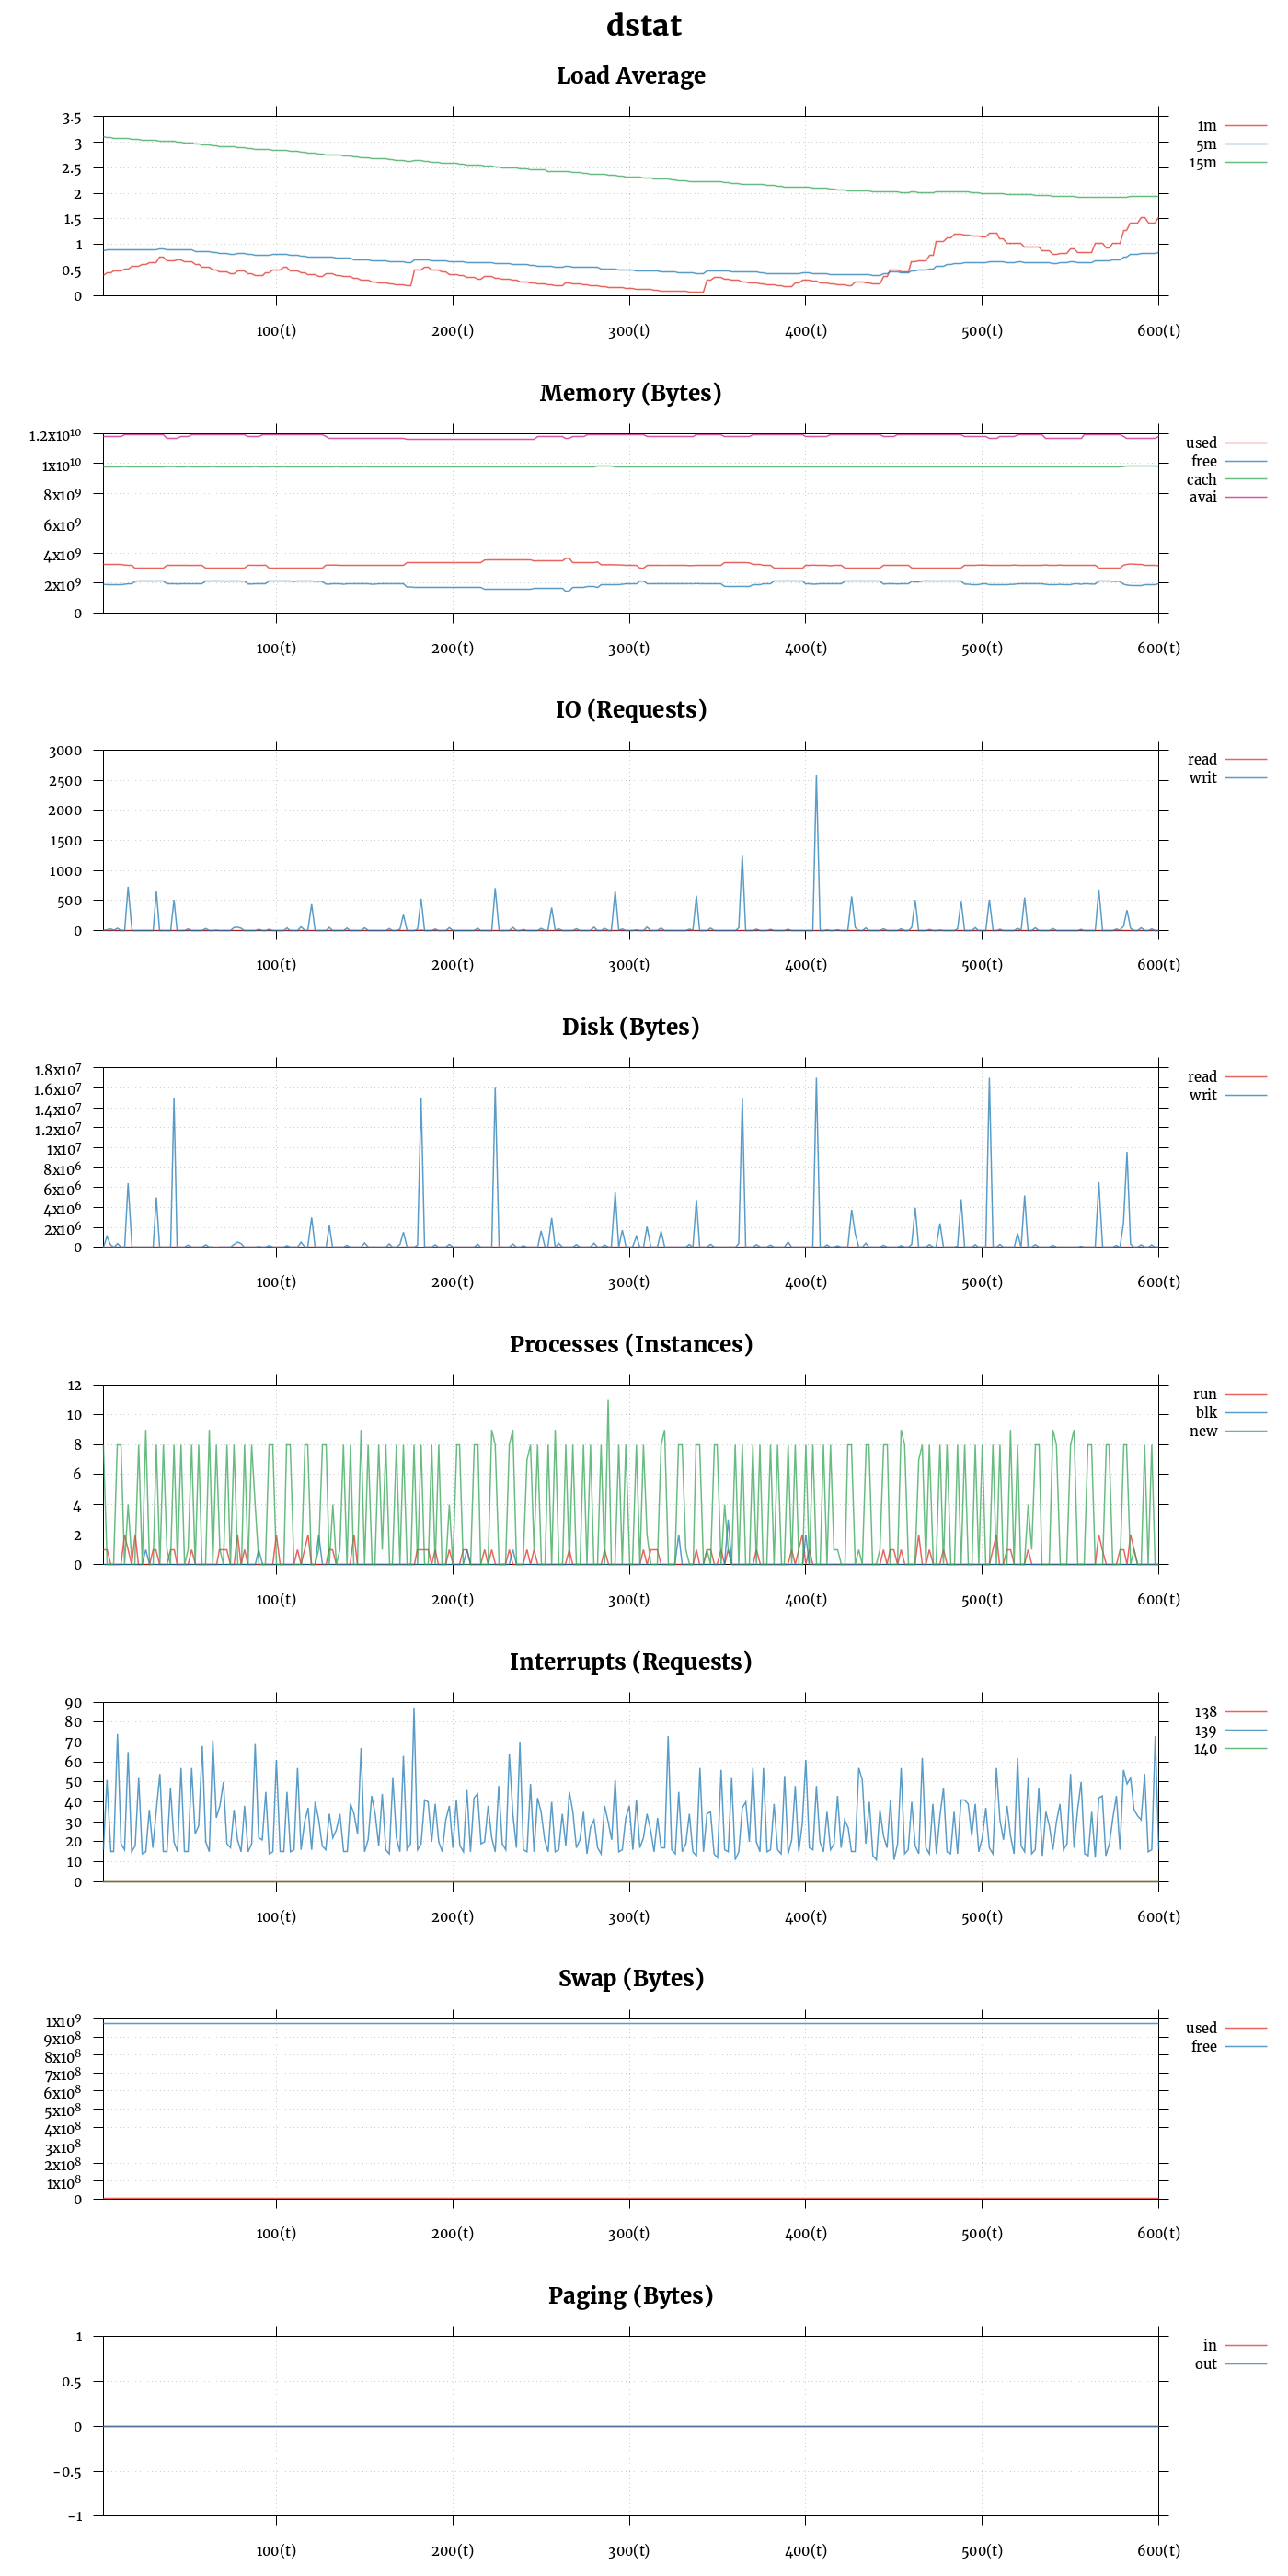 dstat
Load Average
3.5
3
2.5
2
1.5
1
0.5
0
100(t) 200(t) 300(t) 400(t) 500(t) 600(t)
1m
5m
15m
Memory (Bytes)
1.2x10¹⁰
1x10¹⁰
8x10⁹
6x10⁹
4x10⁹
2x10⁹
0
100(t) 200(t) 300(t) 400(t) 500(t) 600(t)
used
free
cach
avai
IO (Requests)
3000
2500
2000
1500
1000
500
0
100(t) 200(t) 300(t) 400(t) 500(t) 600(t)
read
writ
Disk (Bytes)
1.8x10⁷
1.6x10⁷
1.4x10⁷
1.2x10⁷
1x10⁷
8x10⁶
6x10⁶
4x10⁶
2x10⁶
0
100(t) 200(t) 300(t) 400(t) 500(t) 600(t)
read
writ
Processes (Instances)
12
10
8
6
4
2
0
100(t) 200(t) 300(t) 400(t) 500(t) 600(t)
run
blk
new
Interrupts (Requests)
90
80
70
60
50
40
30
20
10
0
100(t) 200(t) 300(t) 400(t) 500(t) 600(t)
138
139
140
Swap (Bytes)
1x10⁹
9x10⁸
8x10⁸
7x10⁸
6x10⁸
5x10⁸
4x10⁸
3x10⁸
2x10⁸
1x10⁸
0
100(t) 200(t) 300(t) 400(t) 500(t) 600(t)
used
free
Paging (Bytes)
1
0.5
0
-0.5
-1
100(t) 200(t) 300(t) 400(t) 500(t) 600(t)
in
out